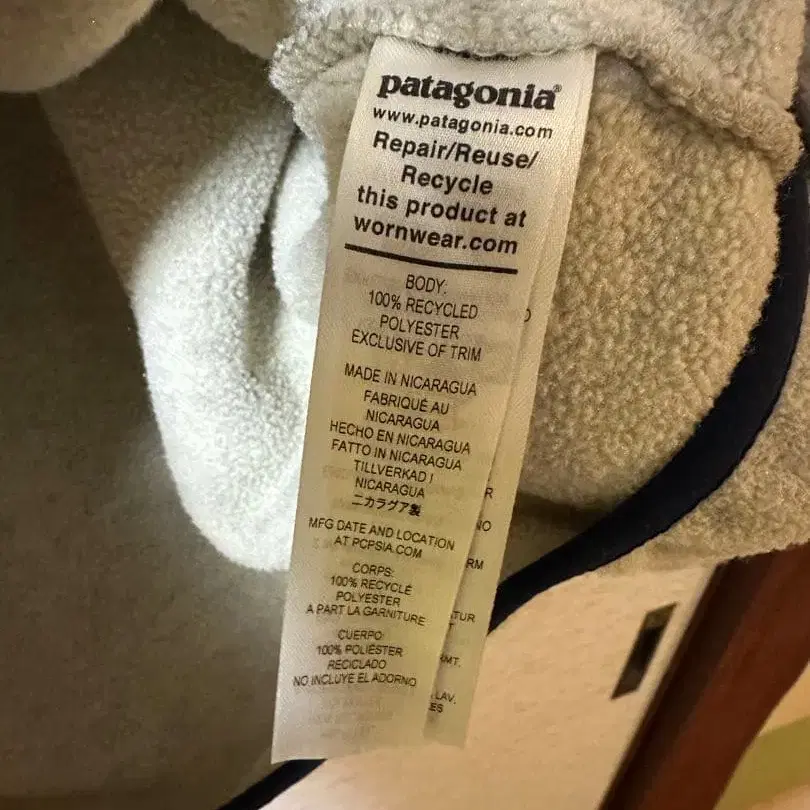 patagonia®
www.patagonia.com
Repair/Reuse/
Recycle
this product at
wornwear.com
BODY:
100% RECYCLED
POLYESTER
EXCLUSIVE OF TRIM
MADE IN NICARAGUA
FABRIQUÉ AU
NICARAGUA
HECHO EN NICARAGUA
FATTO IN NICARAGUA
TILLVERKAD I
NICARAGUA
ニカラグア製
MFG DATE AND LOCATION
AT PCPSIA.COM
CORPS:
100% RECYCLÉ
POLYESTER
A PART LA GARNITURE
CUERPO:
100% POLIÉSTER
RECICLADO
NO INCLUYE EL ADORNO
LAV.